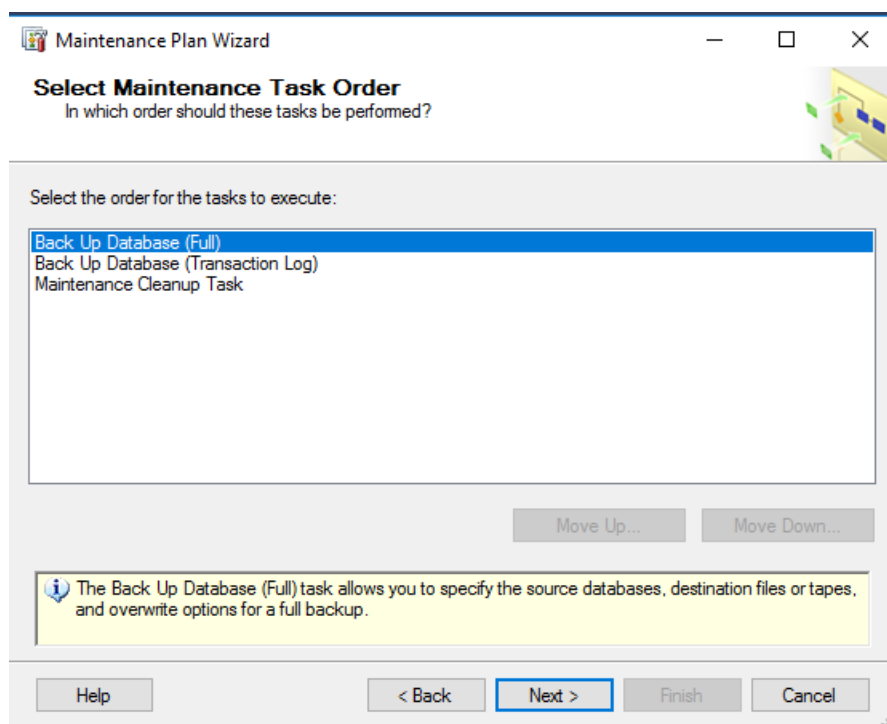 Maintenance Plan Wizard
Select Maintenance Task Order
In which order should these tasks be performed?
Select the order for the tasks to execute:
Back Up Database (Full)
Back Up Database (Transaction Log)
Maintenance Cleanup Task
Move Up...
Move Down...
The Back Up Database (Full) task allows you to specify the source databases, destination files or tapes,
and overwrite options for a full backup.
Help
< Back
Next >
Finish
Cancel